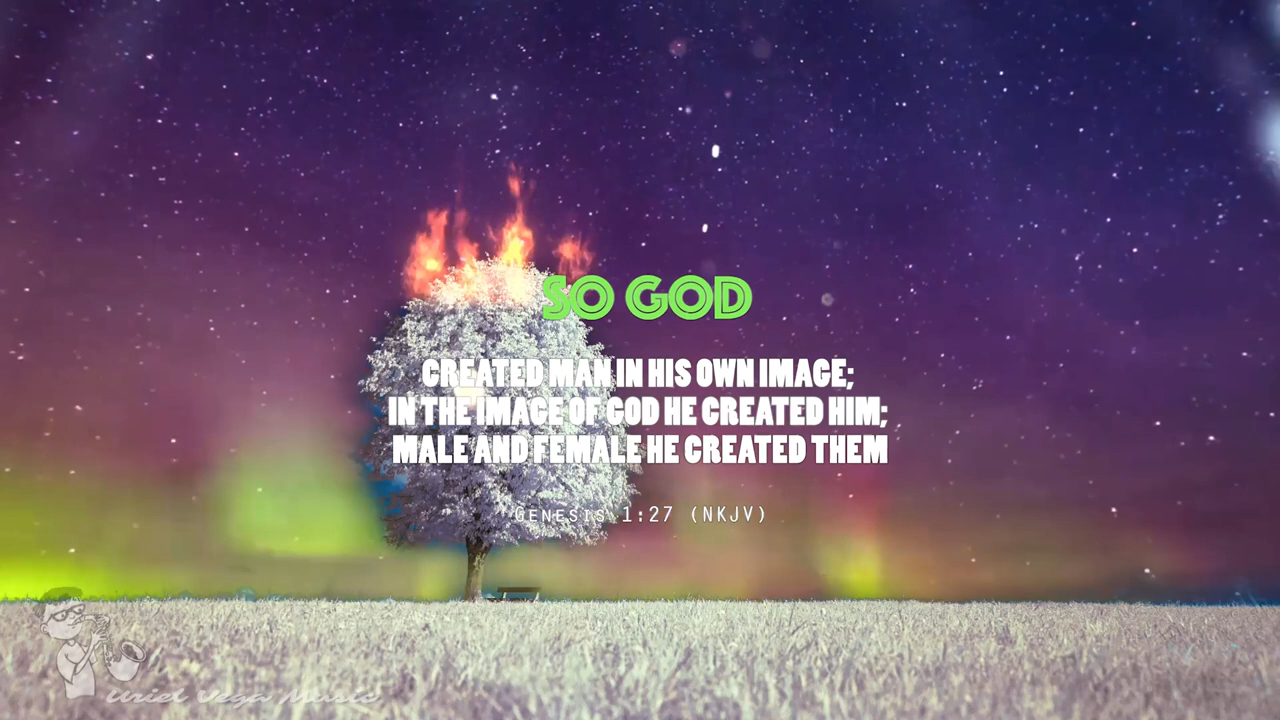 SO GOD
CREATED MAN IN HIS OWN IMAGE;
IN THE IMAGE OF GOD HE CREATED HIM;
MALE AND FEMALE HE CREATED THEM
GENESIS 1:27 (NKJV)
Uriel Vega Music